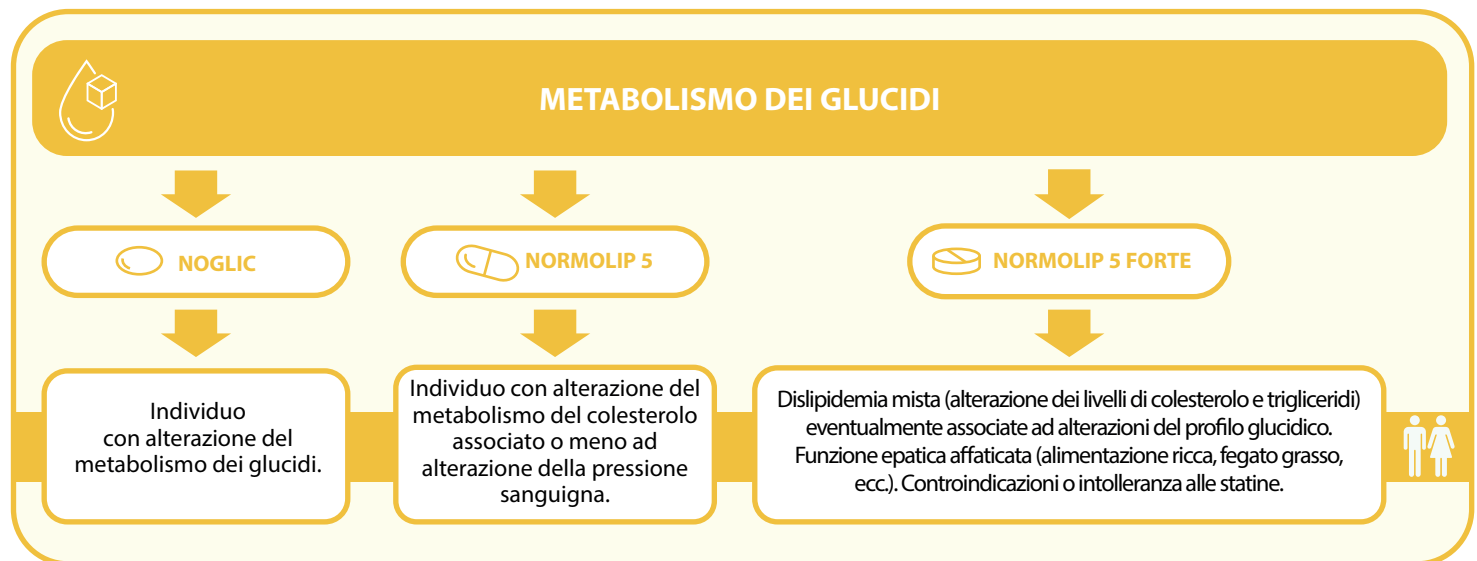 METABOLISMO DEI GLUCIDI
NOGLIC
NORMOLIP 5
NORMOLIP 5 FORTE
Individuo
con alterazione del
metabolismo dei glucidi.
Individuo con alterazione del
metabolismo del colesterolo
associato o meno ad
alterazione della pressione
sanguigna.
Dislipidemia mista (alterazione dei livelli di colesterolo e trigliceridi)
eventualmente associate ad alterazioni del profilo glucidico.
Funzione epatica affaticata (alimentazione ricca, fegato grasso,
ecc.). Controindicazioni o intolleranza alle statine.